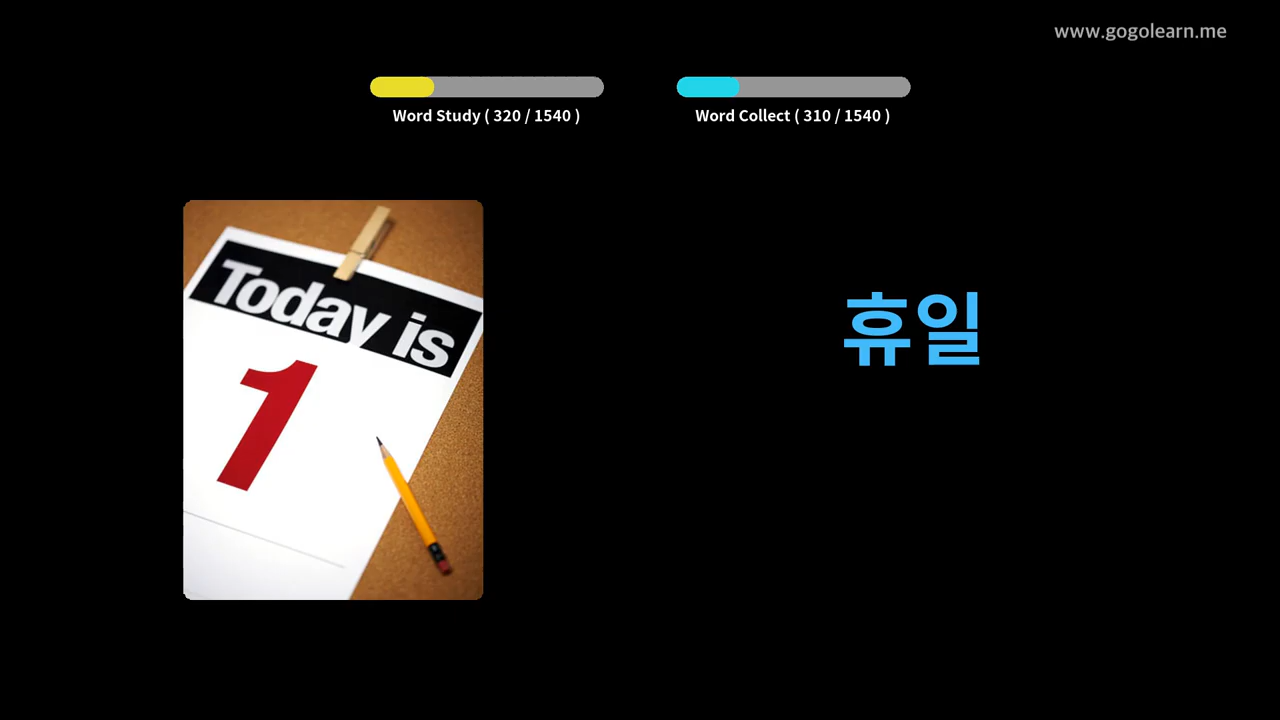 www.gogolearn.me
Word Study ( 320 / 1540 )
Word Collect ( 310 / 1540 )
Today is
1
휴일